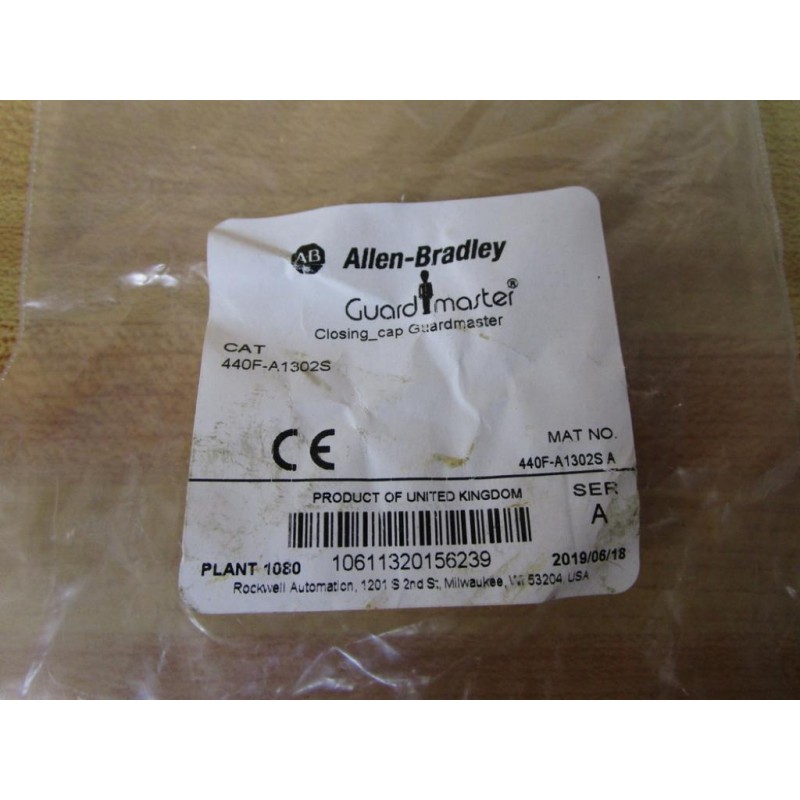 AB Allen-Bradley
Guardmaster®
Closing_cap Guardmaster
CAT
440F-A1302S
CE
MAT NO.
440F-A1302S A
PRODUCT OF UNITED KINGDOM
SER
A
PLANT 1080
10611320156239
2019/06/18
Rockwell Automation, 1201 S 2nd St, Milwaukee, WI 53204 USA